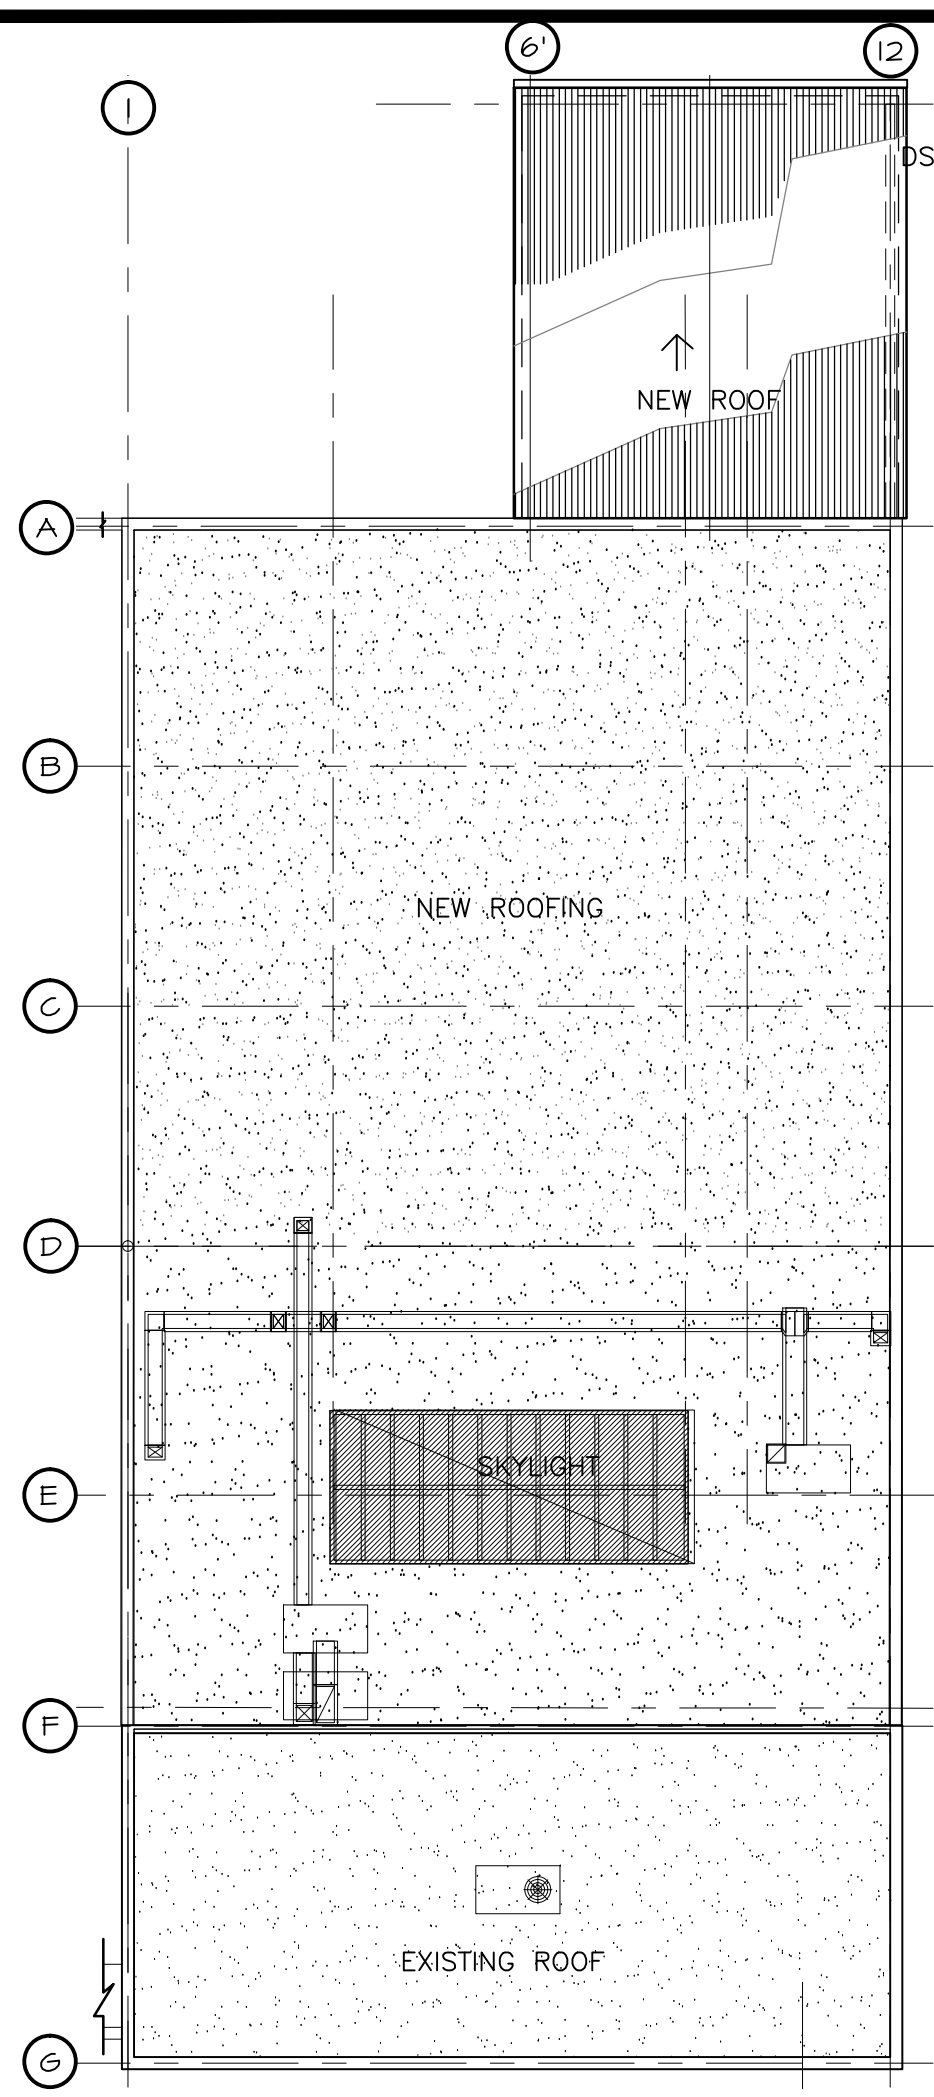 6'
12
1
DS
NEW ROOF
A
B
NEW ROOFING
C
D
SKYLIGHT
E
F
EXISTING ROOF
G